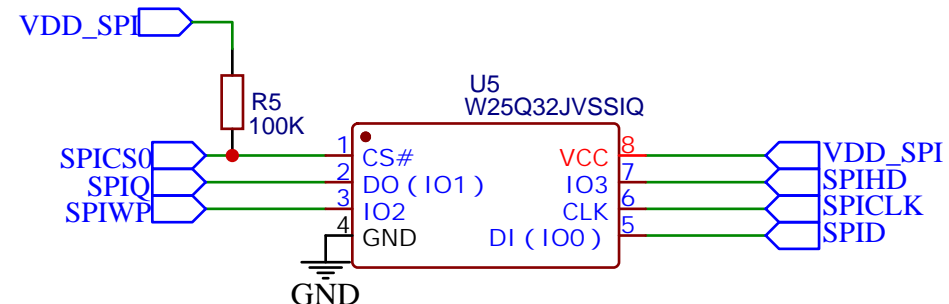 VDD_SPI
R5
100K
U5
W25Q32JVSSIQ
SPICS0 1 CS# VCC 8 VDD_SPI
SPIQ 2 DO(IO1) IO3 7 SPIHD
SPIWP 3 IO2 CLK 6 SPICLK
4 GND DI(IO0) 5 SPID
GND